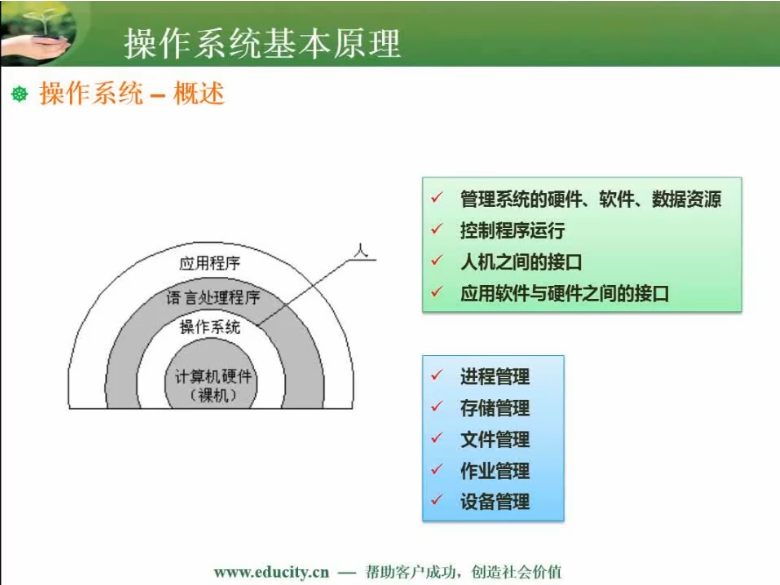 操作系统基本原理
操作系统 – 概述
人
应用程序
语言处理程序
操作系统
计算机硬件
（裸机）
管理系统的硬件、软件、数据资源
控制程序运行
人机之间的接口
应用软件与硬件之间的接口
进程管理
存储管理
文件管理
作业管理
设备管理
www.educity.cn — 帮助客户成功，创造社会价值